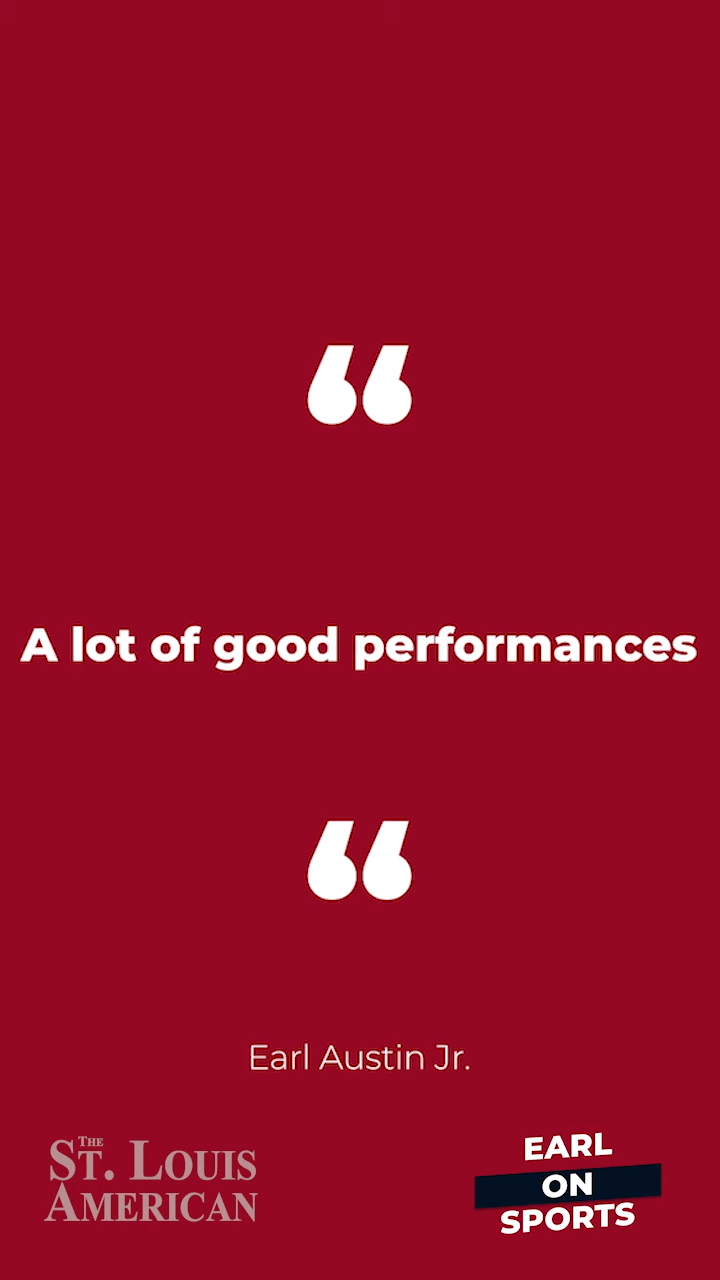 “
A lot of good performances
“
Earl Austin Jr.
THE
ST. LOUIS
AMERICAN
EARL
ON
SPORTS